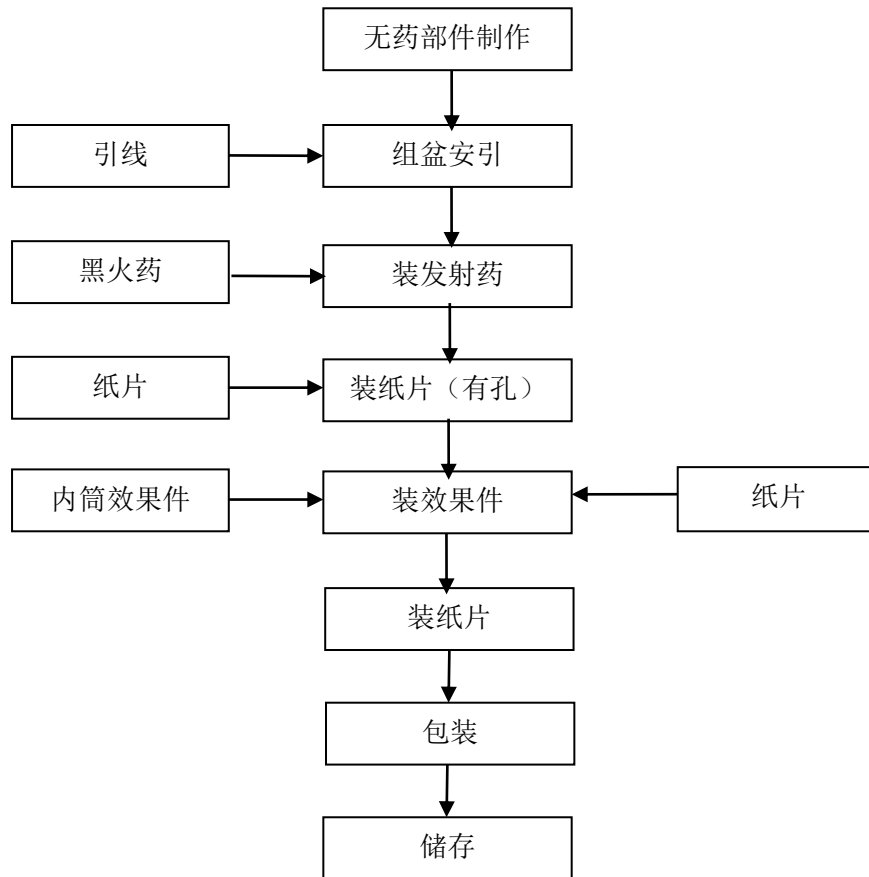 无药部件制作
引线
组盆安引
黑火药
装发射药
纸片
装纸片（有孔）
内筒效果件
装效果件
纸片
装纸片
包装
储存